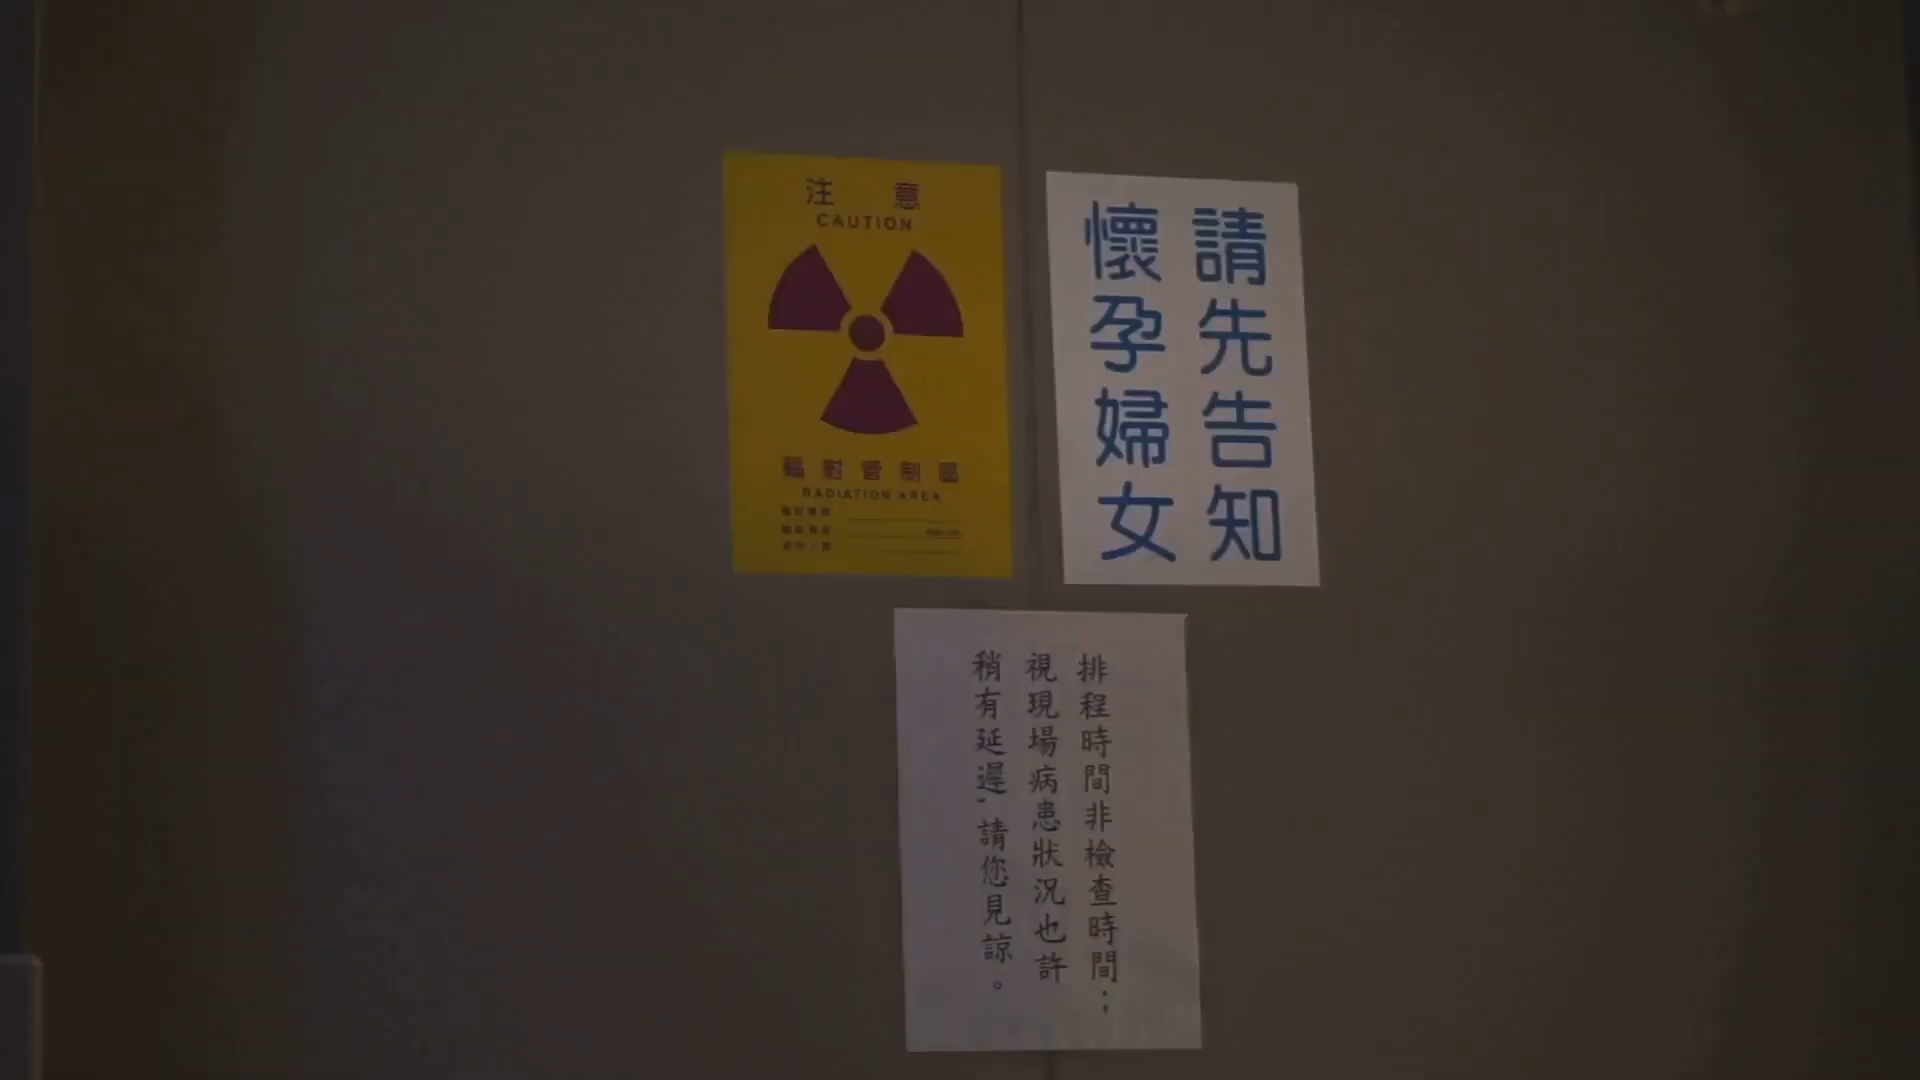 注意
CAUTION
輻射管制區
RADIATION AREA
請先告知
懷孕婦女
排程時間非檢查時間；
視現場病患狀況也許
稍有延遲，請您見諒。